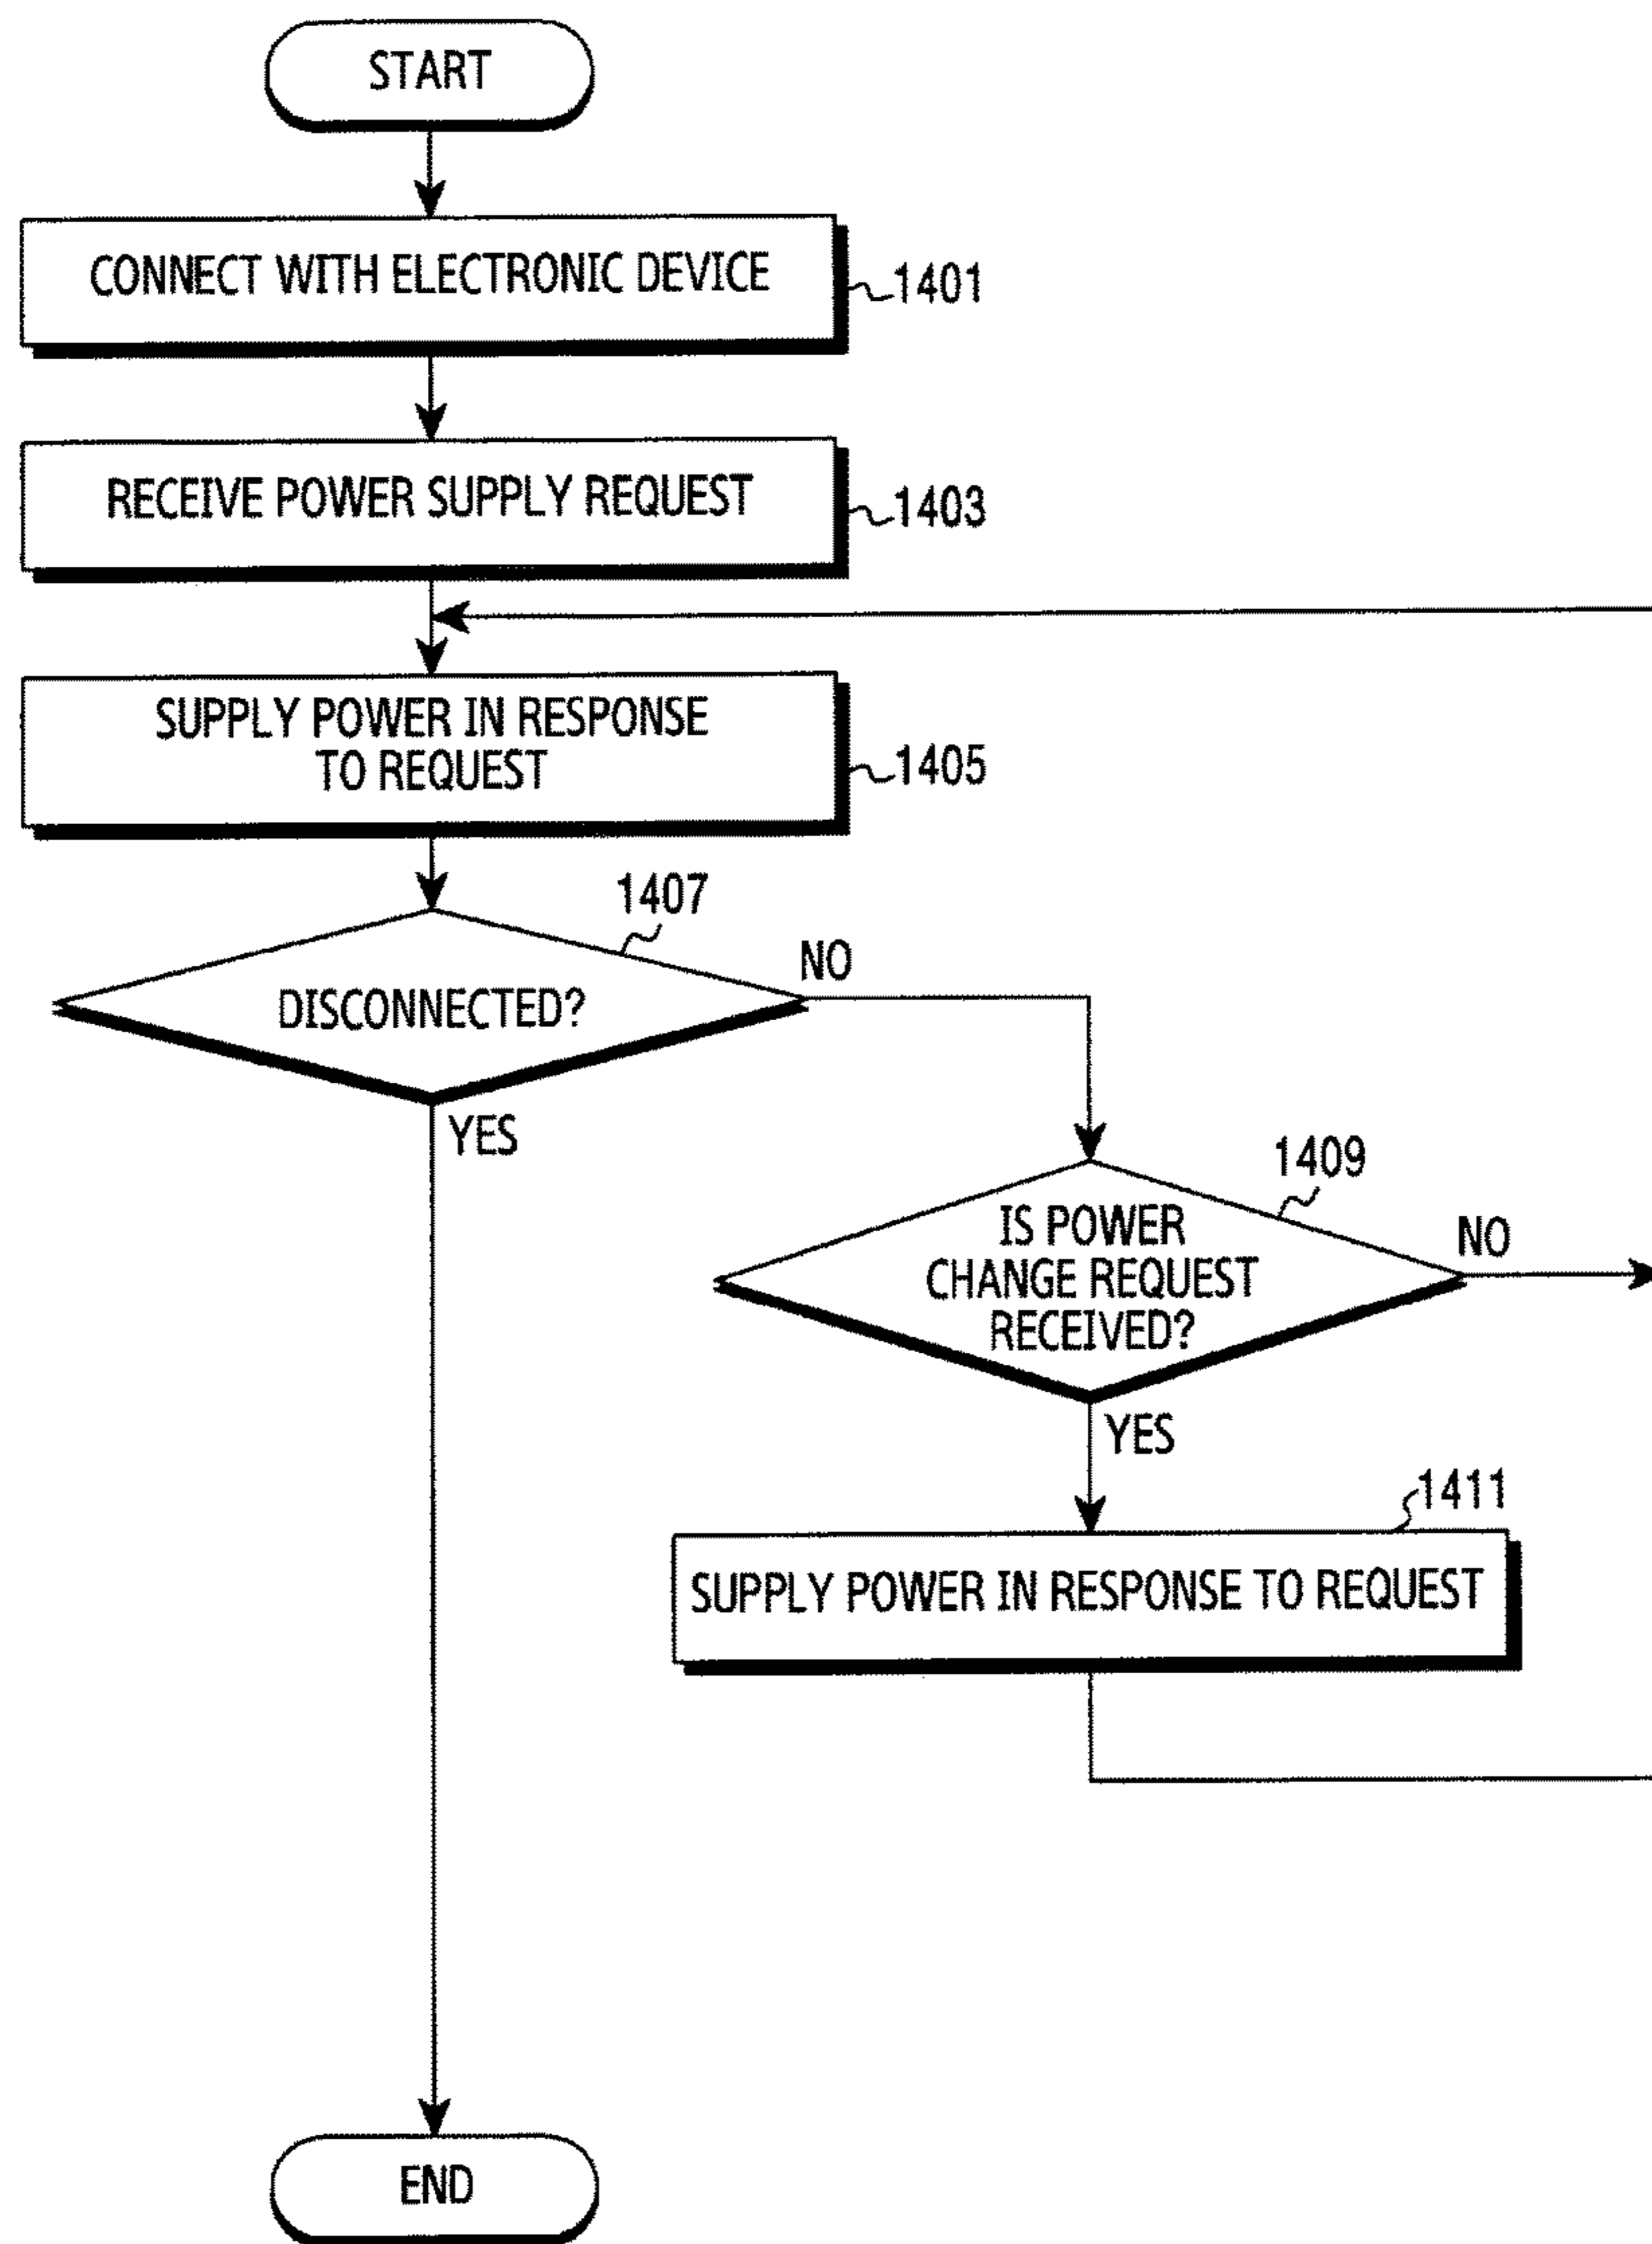 START
CONNECT WITH ELECTRONIC DEVICE
1401
RECEIVE POWER SUPPLY REQUEST
1403
SUPPLY POWER IN RESPONSE
TO REQUEST
1405
1407
DISCONNECTED?
NO
YES
1409
IS POWER
CHANGE REQUEST
RECEIVED?
NO
YES
1411
SUPPLY POWER IN RESPONSE TO REQUEST
END